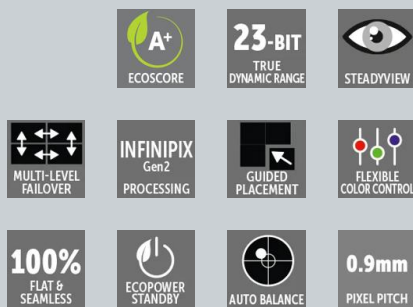 A+
ECOSCORE
23-BIT
TRUE
DYNAMIC RANGE
STEADYVIEW
MULTI-LEVEL
FAILOVER
INFINIPIX
Gen2
PROCESSING
GUIDED
PLACEMENT
FLEXIBLE
COLOR CONTROL
100%
FLAT &
SEAMLESS
ECOPOWER
STANDBY
AUTO BALANCE
0.9mm
PIXEL PITCH